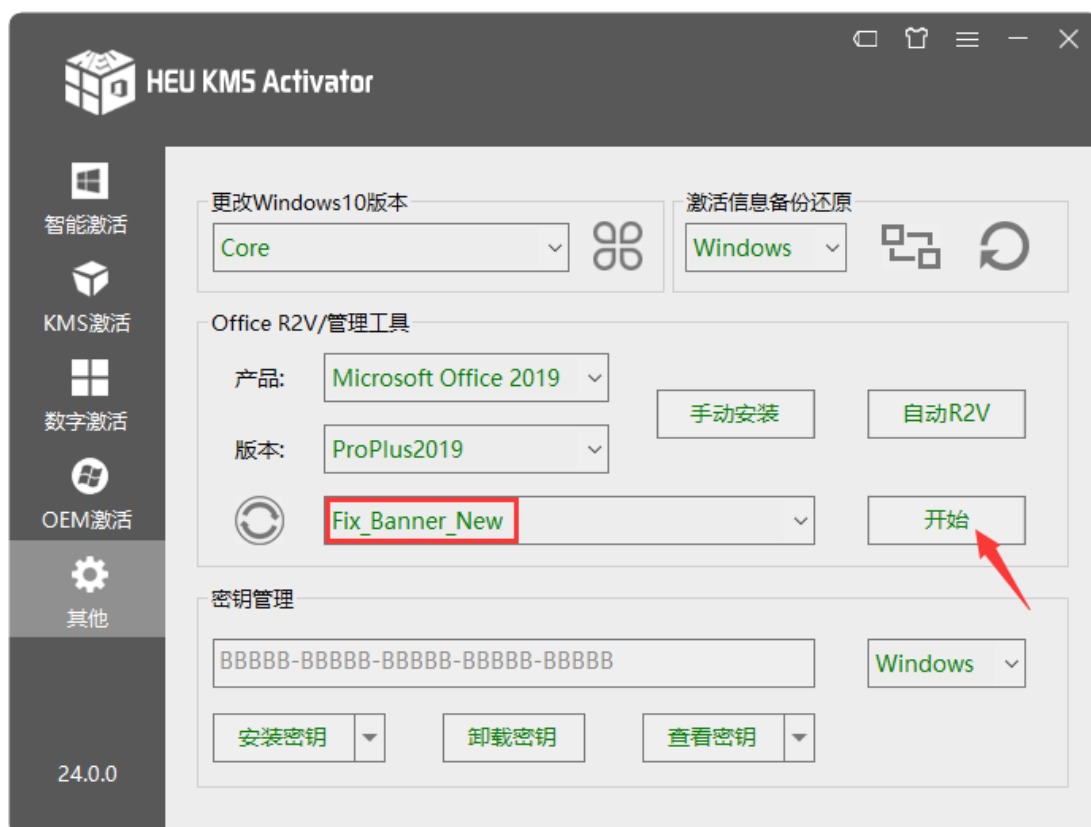 HEU KMS Activator
智能激活
KMS激活
数字激活
OEM激活
其他
24.0.0
更改Windows10版本
Core
激活信息备份还原
Windows
Office R2V/管理工具
产品:
Microsoft Office 2019
手动安装
自动R2V
版本:
ProPlus2019
Fix_Banner_New
开始
密钥管理
BBBBB-BBBBB-BBBBB-BBBBB-BBBBB
Windows
安装密钥
卸载密钥
查看密钥